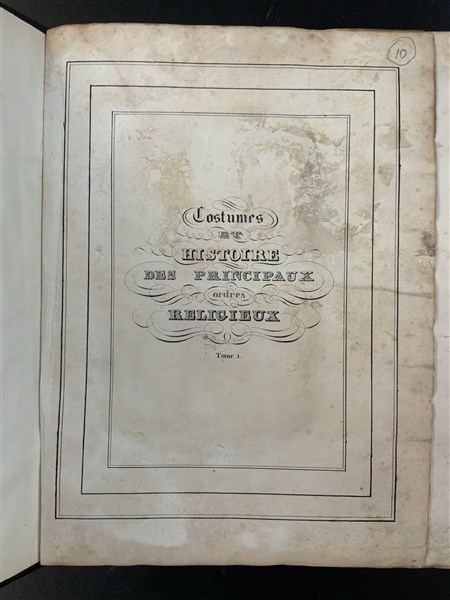 10
Costumes
ET
HISTOIRE
DES PRINCIPAUX
ordres
RELIGIEUX
Tome 1.